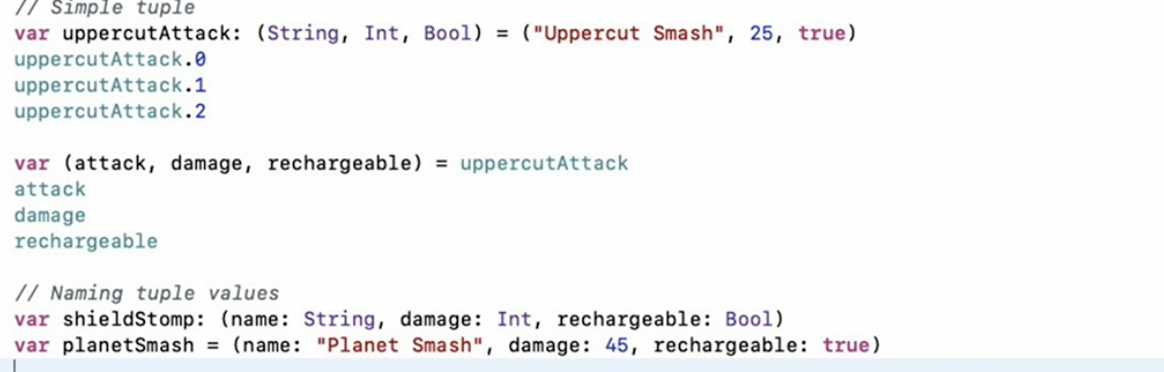 // Simple tuple
var uppercutAttack: (String, Int, Bool) = ("Uppercut Smash", 25, true)
uppercutAttack.0
uppercutAttack.1
uppercutAttack.2
var (attack, damage, rechargeable) = uppercutAttack
attack
damage
rechargeable
// Naming tuple values
var shieldStomp: (name: String, damage: Int, rechargeable: Bool)
var planetSmash = (name: "Planet Smash", damage: 45, rechargeable: true)